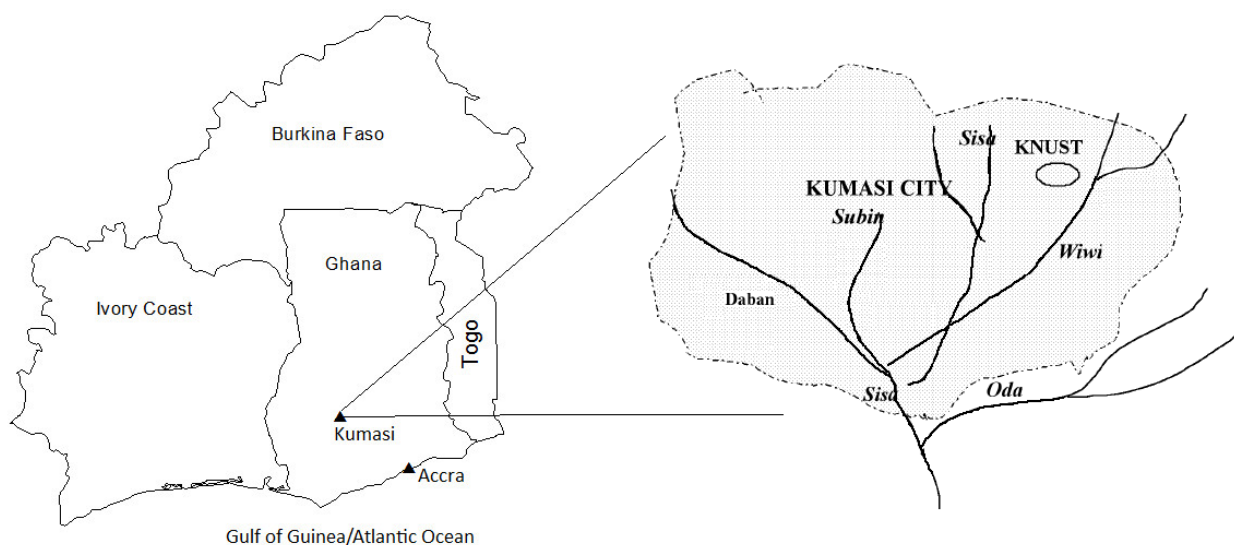 Burkina Faso
Ghana
Ivory Coast
Togo
Kumasi
Accra
Gulf of Guinea/Atlantic Ocean
Sisa
KNUST
KUMASI CITY
Subin
Wiwi
Daban
Sisa
Oda